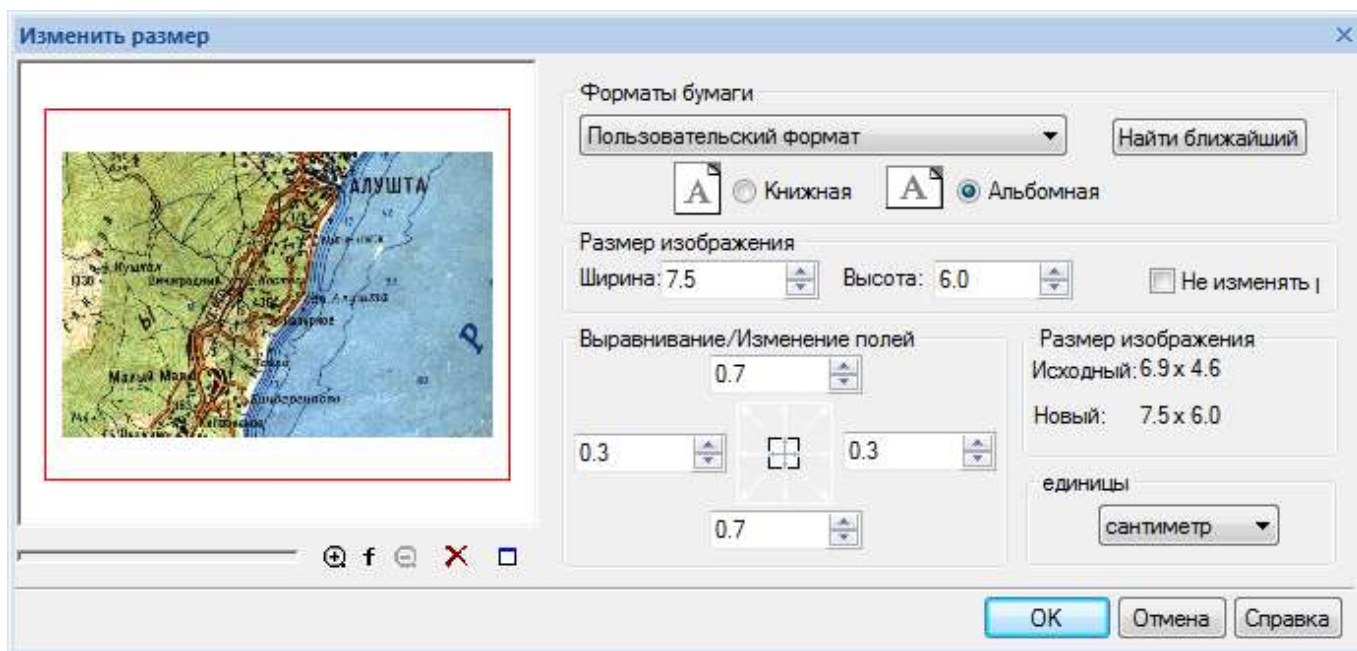 Изменить размер
АЛУШТА
Малый Маяк
Р
Ы
Форматы бумаги
Пользовательский формат
Найти ближайший
A
Книжная
A
Альбомная
Размер изображения
Ширина: 7.5
Высота: 6.0
Не изменять
Выравнивание/Изменение полей
0.7
0.3
0.3
0.7
Размер изображения
Исходный: 6.9 x 4.6
Новый: 7.5 x 6.0
единицы
сантиметр
f
OK
Отмена
Справка